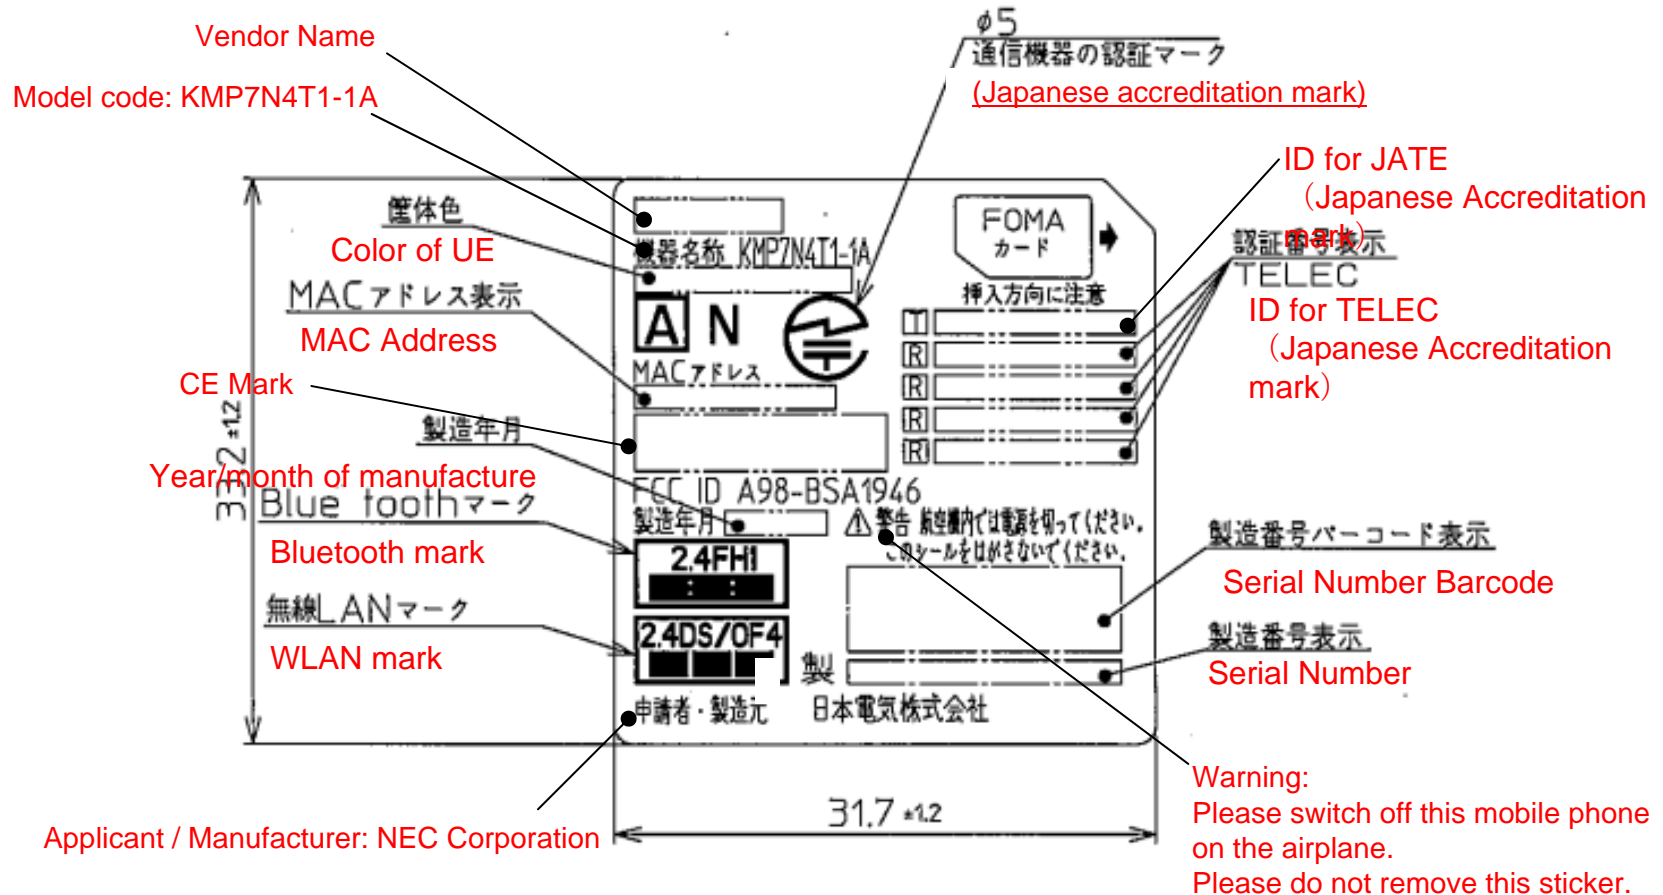 Vendor Name
Model code: KMP7N4T1-1A
φ5
通信機器の認証マーク
(Japanese accreditation mark)
ID for JATE
（Japanese Accreditation
mark）
認証番号表示
TELEC
ID for TELEC
（Japanese Accreditation
mark）
筐体色
Color of UE
MACアドレス表示
MAC Address
CE Mark
製造年月
Year/month of manufacture
Blue toothマーク
Bluetooth mark
無線LANマーク
WLAN mark
33.2 ±1.2
機器名称 KMP7N4T1-1A
FOMA
カード
挿入方向に注意
A N
T
R
R
R
R
MACアドレス
FCC ID A98-BSA1946
製造年月
警告 航空機内では電源を切ってください。
このシールをはがさないでください。
2.4FH1
2.4DS/OF4
製
申請者・製造元 日本電気株式会社
製造番号バーコード表示
Serial Number Barcode
製造番号表示
Serial Number
31.7 ±1.2
Applicant / Manufacturer: NEC Corporation
Warning:
Please switch off this mobile phone
on the airplane.
Please do not remove this sticker.